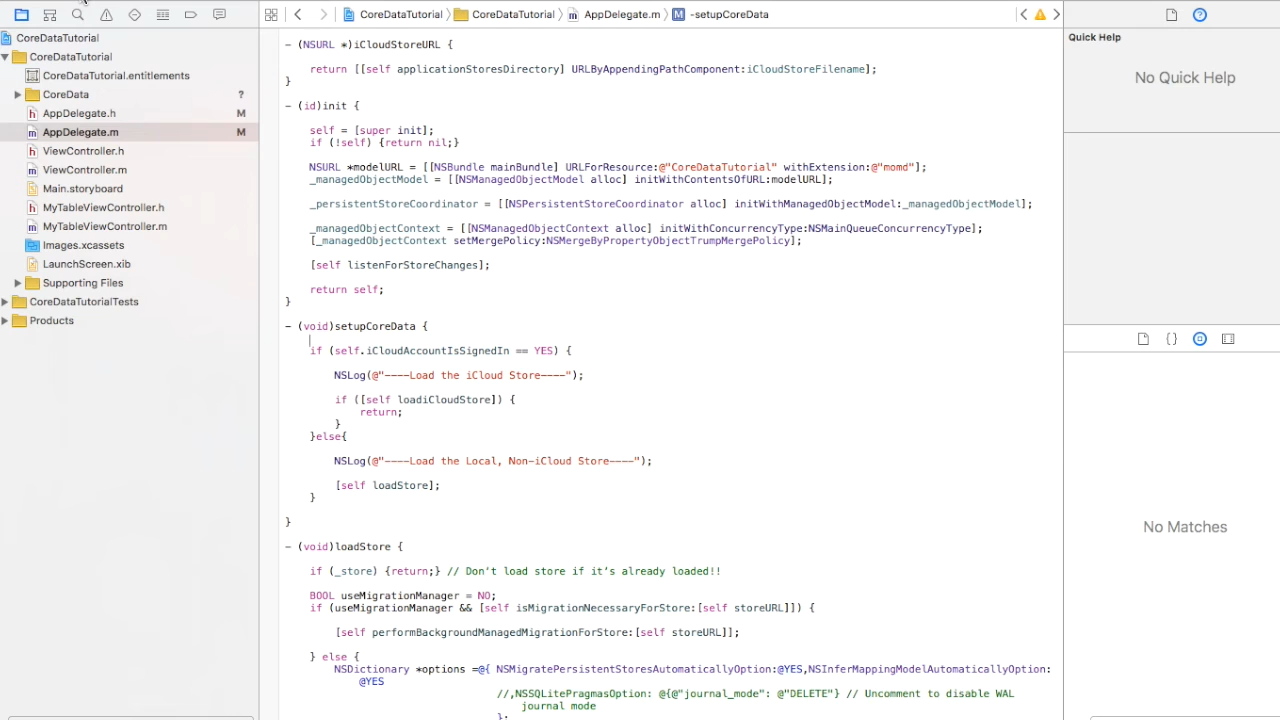 CoreDataTutorial
CoreDataTutorial
AppDelegate.m
M
-setupCoreData
CoreDataTutorial
CoreDataTutorial
CoreDataTutorial.entitlements
CoreData
?
AppDelegate.h
M
AppDelegate.m
M
ViewController.h
ViewController.m
Main.storyboard
MyTableViewController.h
MyTableViewController.m
Images.xcassets
LaunchScreen.xib
Supporting Files
CoreDataTutorialTests
Products
- (NSURL *)iCloudStoreURL {
return [[self applicationStoresDirectory] URLByAppendingPathComponent:iCloudStoreFilename];
}
- (id)init {
self = [super init];
if (!self) {return nil;}
NSURL *modelURL = [[NSBundle mainBundle] URLForResource:@"CoreDataTutorial" withExtension:@"momd"];
_managedObjectModel = [[NSManagedObjectModel alloc] initWithContentsOfURL:modelURL];
_persistentStoreCoordinator = [[NSPersistentStoreCoordinator alloc] initWithManagedObjectModel:_managedObjectModel];
_managedObjectContext = [[NSManagedObjectContext alloc] initWithConcurrencyType:NSMainQueueConcurrencyType];
[_managedObjectContext setMergePolicy:NSMergeByPropertyObjectTrumpMergePolicy];
[self listenForStoreChanges];
return self;
}
- (void)setupCoreData {
if (self.iCloudAccountIsSignedIn == YES) {
NSLog(@"----Load the iCloud Store----");
if ([self loadiCloudStore]) {
return;
}
}else{
NSLog(@"----Load the Local, Non-iCloud Store----");
[self loadStore];
}
}
- (void)loadStore {
if (_store) {return;} // Don't load store if it's already loaded!!
BOOL useMigrationManager = NO;
if (useMigrationManager && [self isMigrationNecessaryForStore:[self storeURL]]) {
[self performBackgroundManagedMigrationForStore:[self storeURL]];
} else {
NSDictionary *options =@{ NSMigratePersistentStoresAutomaticallyOption:@YES,NSInferMappingModelAutomaticallyOption:
@YES
//,NSSQLitePragmasOption: @{@"journal_mode": @"DELETE"} // Uncomment to disable WAL
journal mode
};
Quick Help
No Quick Help
{ }
No Matches